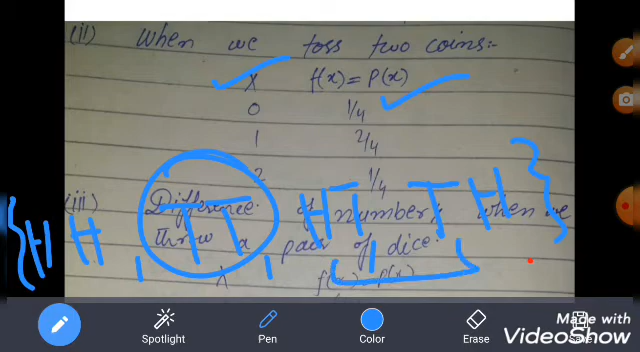 (ii) When we toss two coins:-
X f(x) = P(x)
0 1/4
1 2/4
2 1/4
(iii) Difference of numbers when we
throw a pair of dice.
X f(x) P(x)
{HH, TT, HT, TH}
Spotlight Pen Color Erase Save
Made with
VideoShow